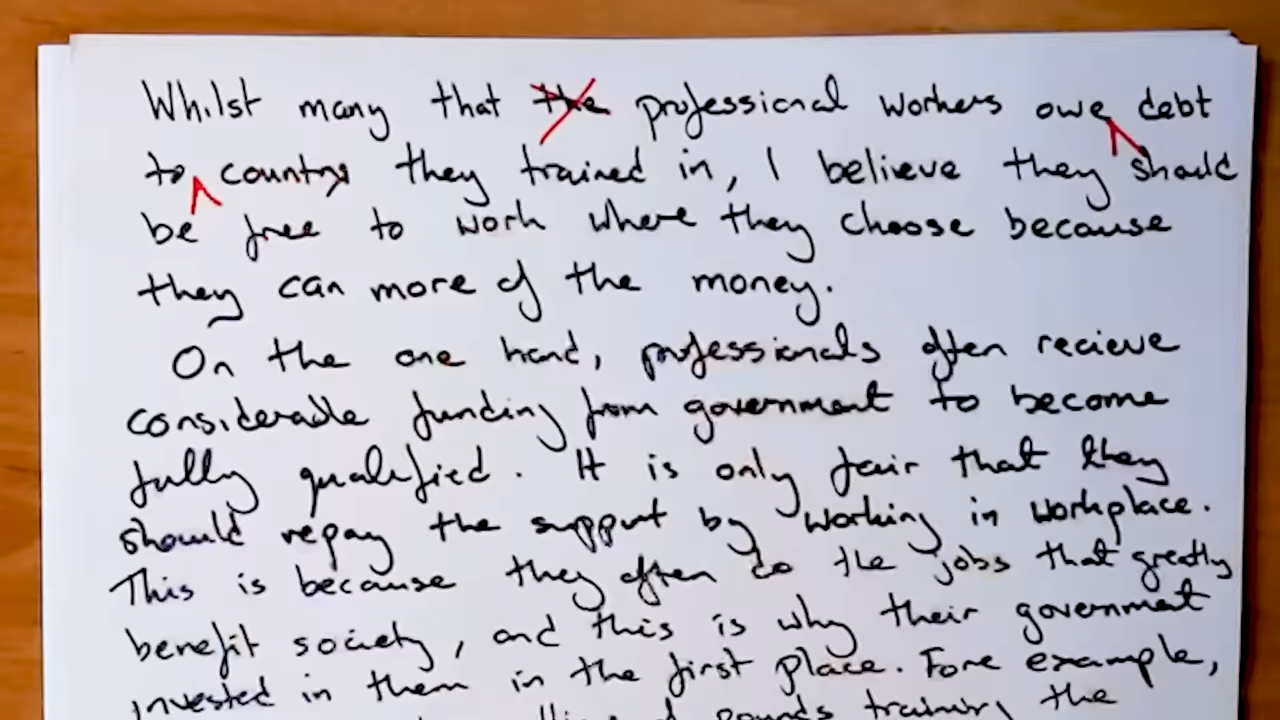 Whilst many that the professional workers owe debt
to country they trained in, I believe they should
be free to work where they choose because
they can more of the money.
On the one hand, professionals often recieve
considerable funding from government to become
fully qualified. It is only fair that they
should repay the support by working in workplace.
This is because they often do the jobs that greatly
benefit society, and this is why their government
invested in them in the first place. Fore example,
pounds training the